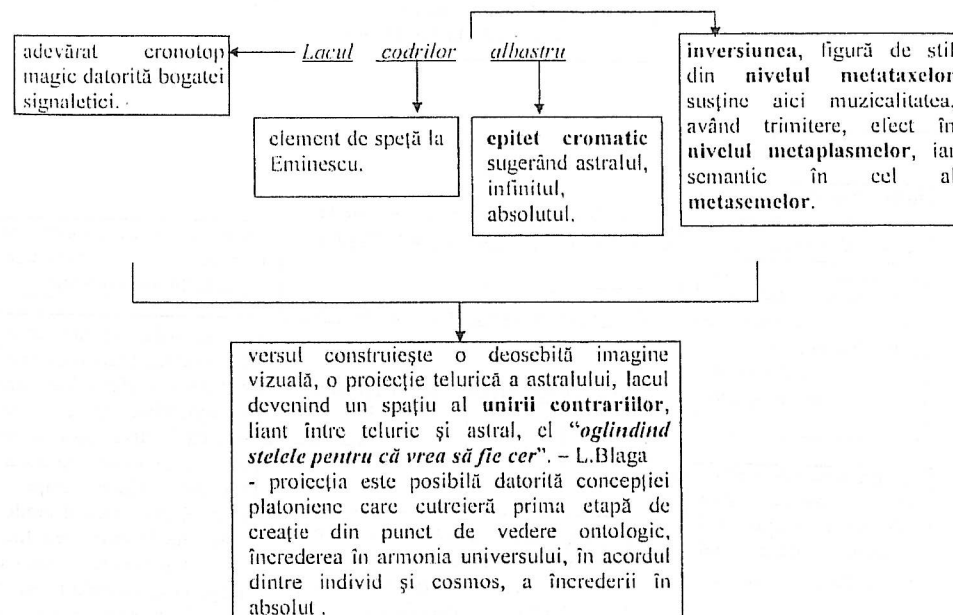 Lacul codrilor albastru
adevărat cronotop
magic datorită bogatei
signaletici.
element de speță la
Eminescu.
epitet cromatic
sugerând astralul,
infinitul,
absolutul.
inversiunea, figură de stil
din nivelul metataxelor
susține aici muzicalitatea,
având trimitere, efect în
nivelul metaplasmelor, iar
semantic în cel al
metasemelor.
versul construiește o deosebită imagine
vizuală, o proiecție telurică a astralului, lacul
devenind un spațiu al unirii contrariilor,
liant între teluric și astral, el “oglindind
stelele pentru că vrea să fie cer”. – L.Blaga
- proiecția este posibilă datorită concepției
platoniene care cutreieră prima etapă de
creație din punct de vedere ontologic,
încrederea în armonia universului, în acordul
dintre individ și cosmos, a încrederii în
absolut .